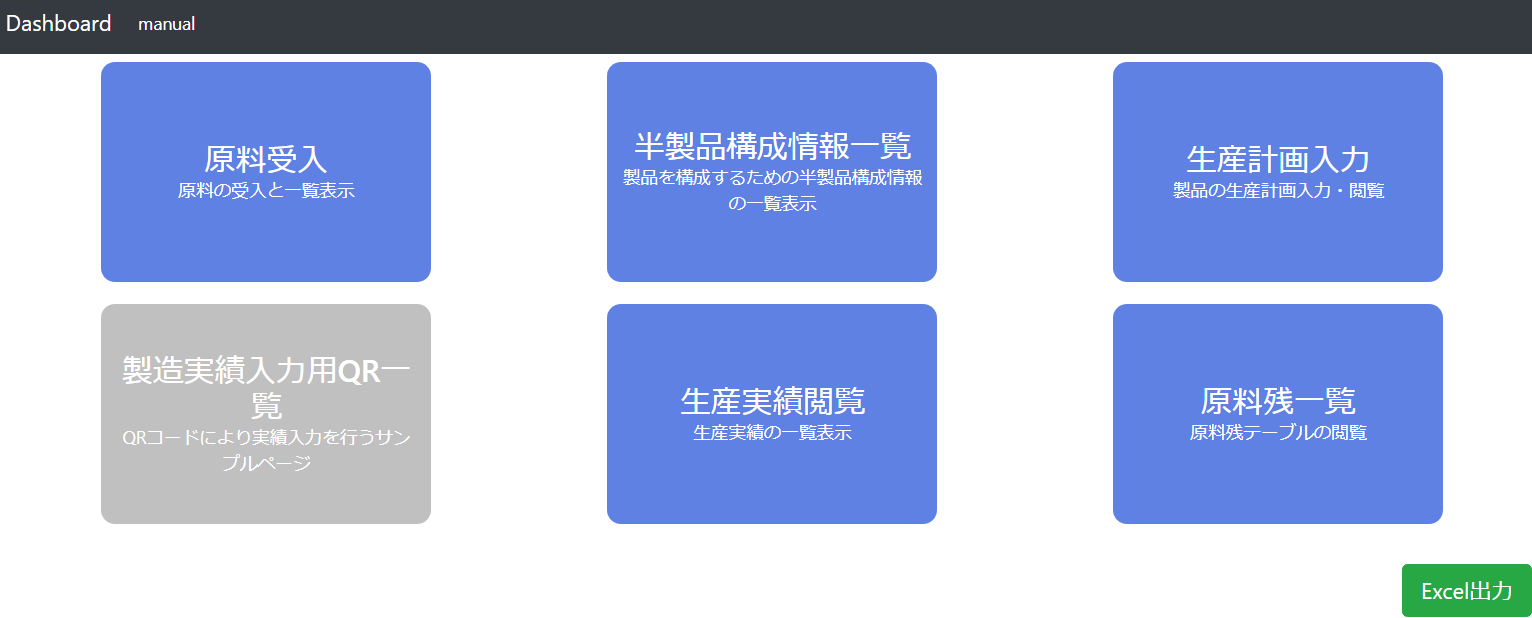 Dashboard manual
原料受入
原料の受入と一覧表示
半製品構成情報一覧
製品を構成するための半製品構成情報
の一覧表示
生産計画入力
製品の生産計画入力・閲覧
製造実績入力用QR一
覧
QRコードにより実績入力を行うサン
プルページ
生産実績閲覧
生産実績の一覧表示
原料残一覧
原料残テーブルの閲覧
Excel出力